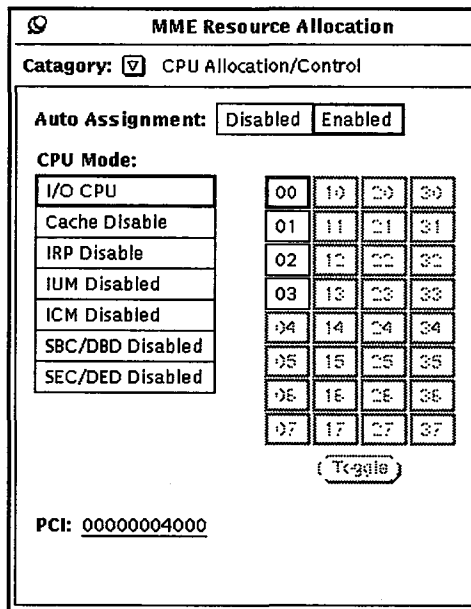 MME Resource Allocation
Catagory: CPU Allocation/Control
Auto Assignment: Disabled Enabled
CPU Mode:
I/O CPU
Cache Disable
IRP Disable
IUM Disabled
ICM Disabled
SBC/DBD Disabled
SEC/DED Disabled
00 10 20 30
01 11 21 31
02 12 22 32
03 13 23 33
04 14 24 34
05 15 25 35
06 16 26 36
07 17 27 37
Toggle
PCI: 00000004000